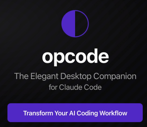 opcode
The Elegant Desktop Companion
for Claude Code
Transform Your AI Coding Workflow